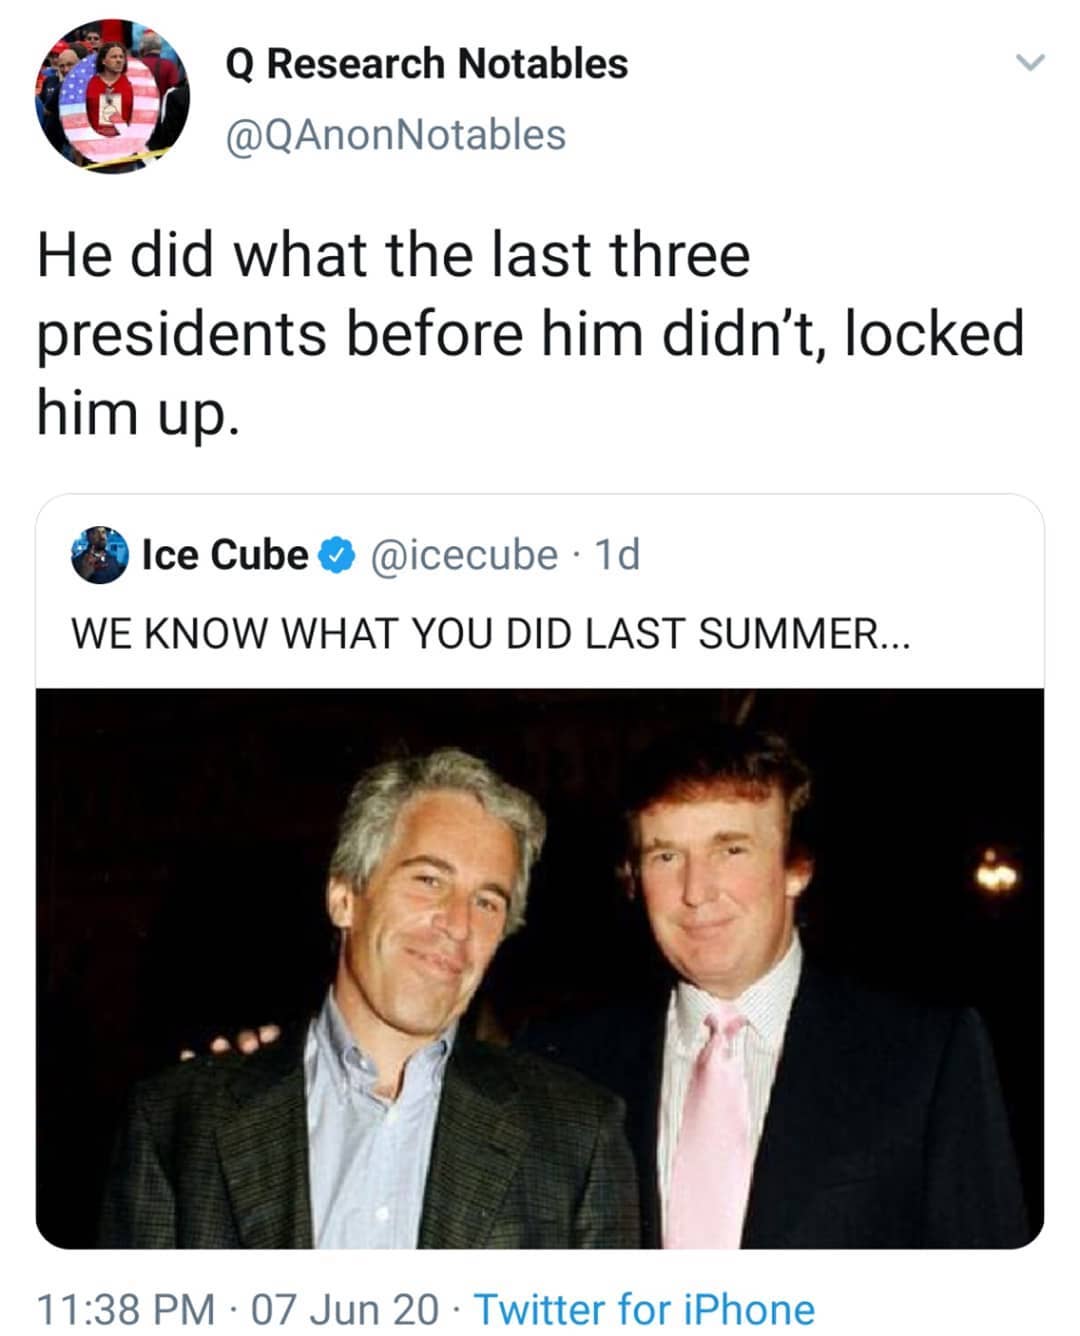 Q Research Notables
@QAnonNotables
He did what the last three
presidents before him didn’t, locked
him up.
Ice Cube @icecube · 1d
WE KNOW WHAT YOU DID LAST SUMMER...
11:38 PM · 07 Jun 20 · Twitter for iPhone